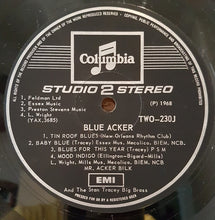 Columbia
STUDIO 2 STEREO
1. Feldman Ltd
2. Essex Music
3. Preston Stevens Music
4. L. Wright
(YAX.3685)
(P) 1968
TWO-230J
BLUE ACKER
1. TIN ROOF BLUES (New Orleans Rhythm Club)
2. BABY BLUE (Tracey) Essex Mus, Mecolico, BIEM, NCB.
3. BLUES FOR THIS YEAR (Tracey) P S M
4. MOOD INDIGO (Ellington-Bigard-Mills)
L. Wright, Mills Mus, Mecolico, BIEM, NCB.
MR. ACKER BILK
EMI
And The Stan Tracey Big Brass